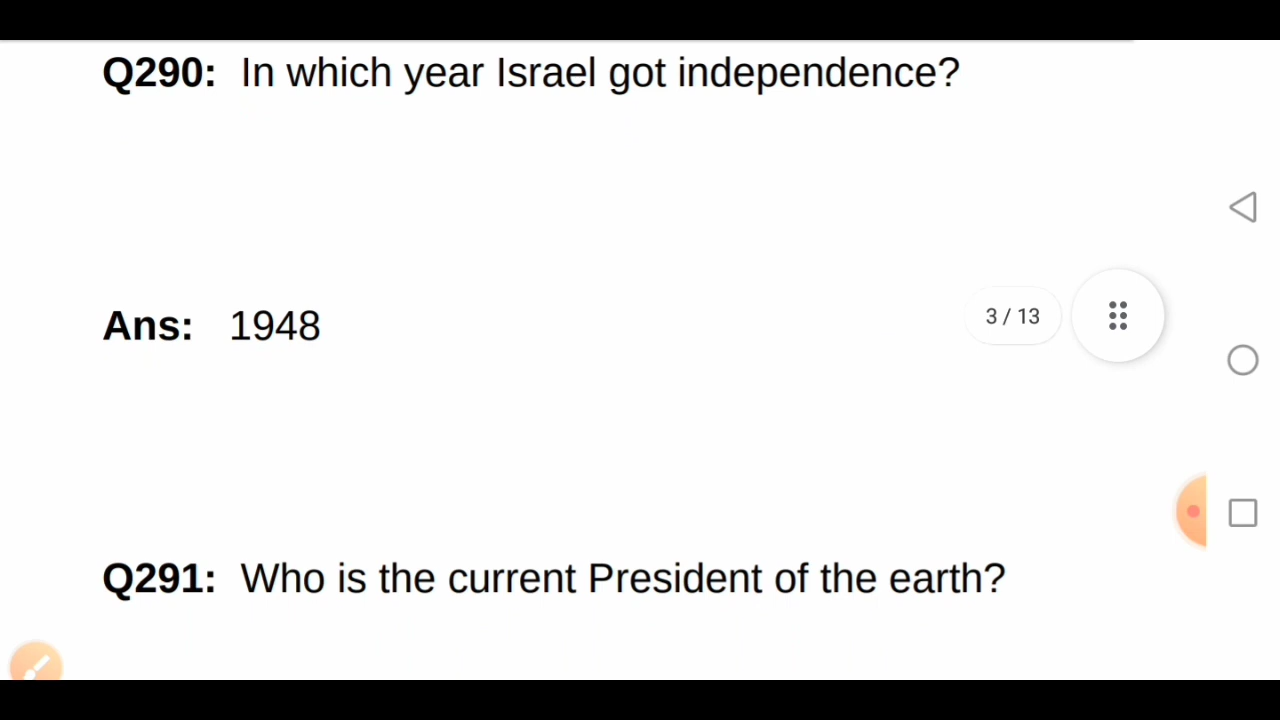 Q290: In which year Israel got independence?
Ans: 1948
3 / 13
Q291: Who is the current President of the earth?